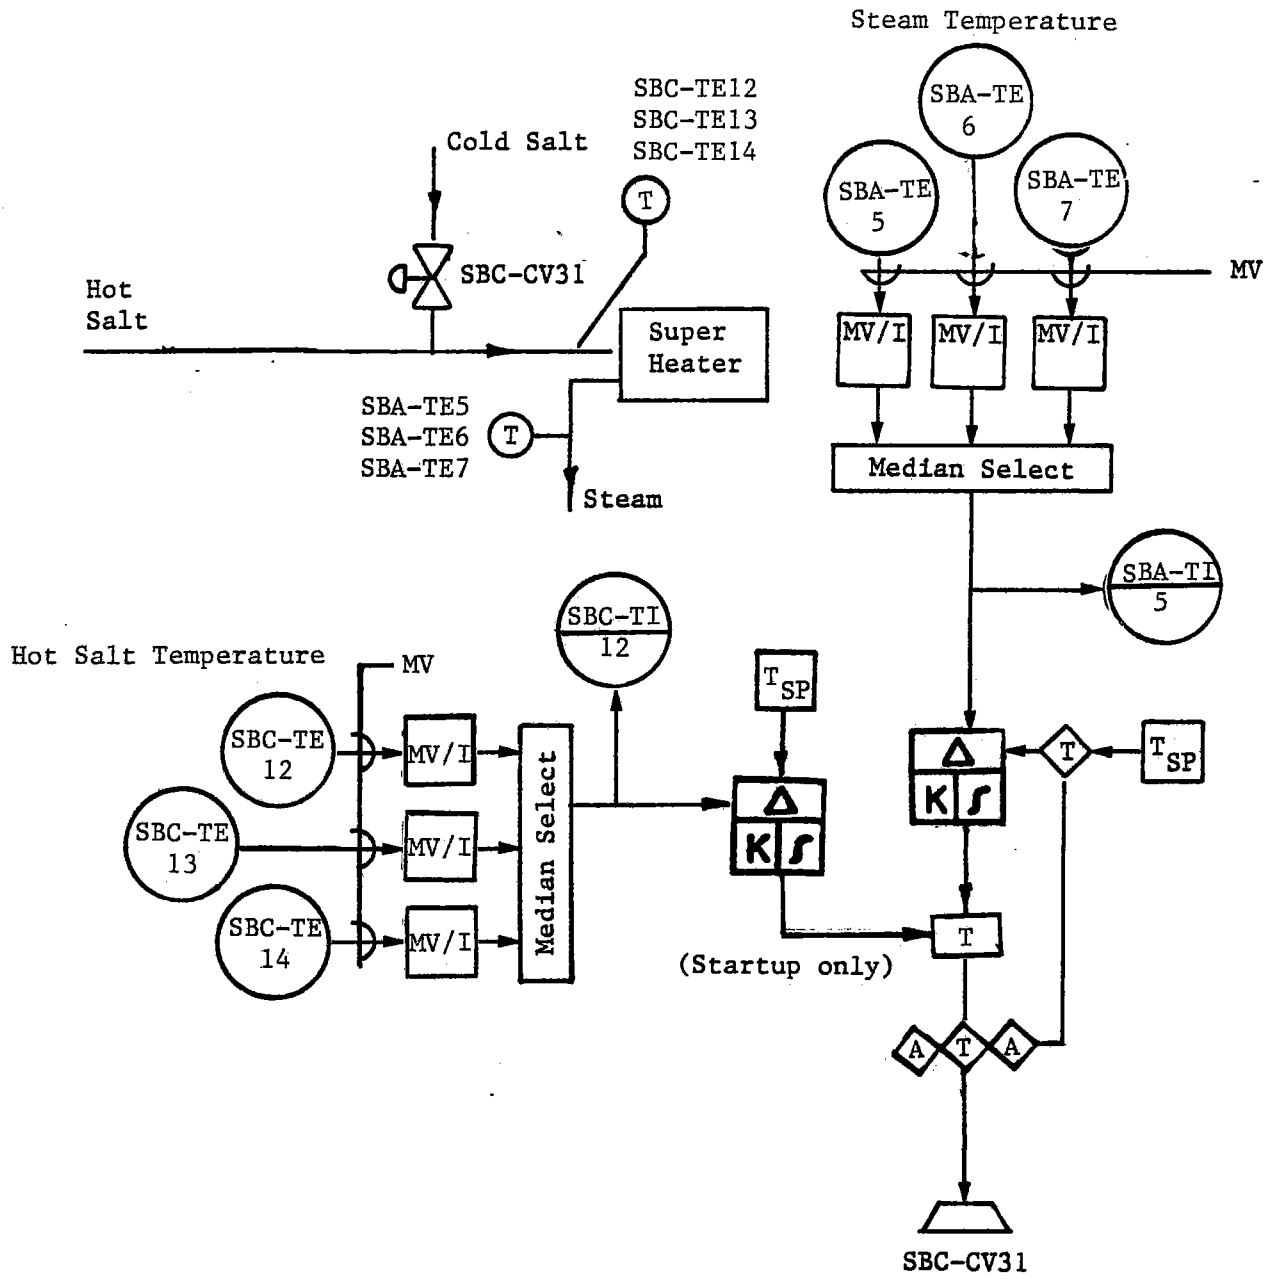 Steam Temperature
SBC-TE12
SBC-TE13
SBC-TE14
Cold Salt
T
SBC-CV31
Hot
Salt
Super
Heater
SBA-TE5
SBA-TE6
SBA-TE7
T
Steam
SBA-TE
5
SBA-TE
6
SBA-TE
7
MV
MV/I
MV/I
MV/I
Median Select
SBA-TI
5
Hot Salt Temperature
MV
SBC-TE
12
SBC-TE
13
SBC-TE
14
MV/I
MV/I
MV/I
Median Select
SBC-TI
12
TSP
Δ
K ∫
Δ
K ∫
T
TSP
(Startup only)
T
A T A
SBC-CV31